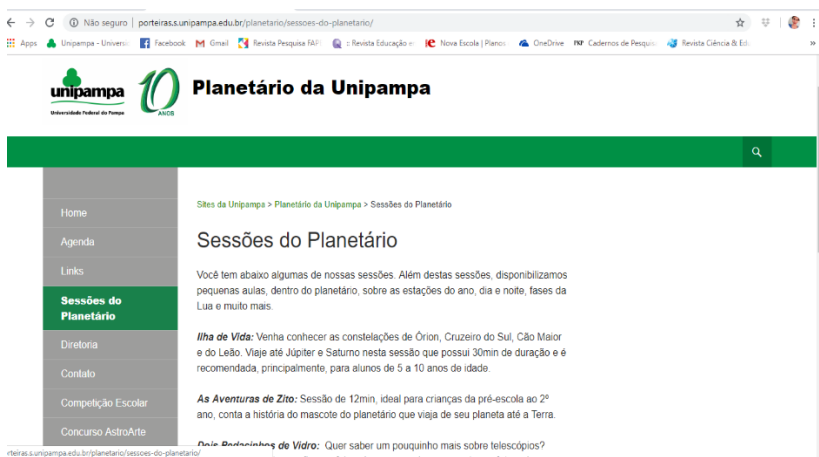 Não seguro | porteiras.s.unipampa.edu.br/planetario/sessoes-do-planetario/
Apps Unipampa - Universi Facebook Gmail Revista Pesquisa FAP Revista Educação e Nova Escola | Planos OneDrive Cadernos de Pesqui Revista Ciência & Ed »
unipampa
Universidade Federal do Pampa
10
ANOS
Planetário da Unipampa
Sites da Unipampa > Planetário da Unipampa > Sessões do Planetário
Home
Agenda
Links
Sessões do
Planetário
Diretoria
Contato
Competição Escolar
Concurso AstroArte
Sessões do Planetário
Você tem abaixo algumas de nossas sessões. Além destas sessões, disponibilizamos
pequenas aulas, dentro do planetário, sobre as estações do ano, dia e noite, fases da
Lua e muito mais.
Ilha de Vida: Venha conhecer as constelações de Órion, Cruzeiro do Sul, Cão Maior
e do Leão. Viaje até Júpiter e Saturno nesta sessão que possui 30min de duração e é
recomendada, principalmente, para alunos de 5 a 10 anos de idade.
As Aventuras de Zito: Sessão de 12min, ideal para crianças da pré-escola ao 2º
ano, conta a história do mascote do planetário que viaja de seu planeta até a Terra.
Dois Pedacinhos de Vidro: Quer saber um pouquinho mais sobre telescópios?
rteiras.s.unipampa.edu.br/planetario/sessoes-do-planetario/